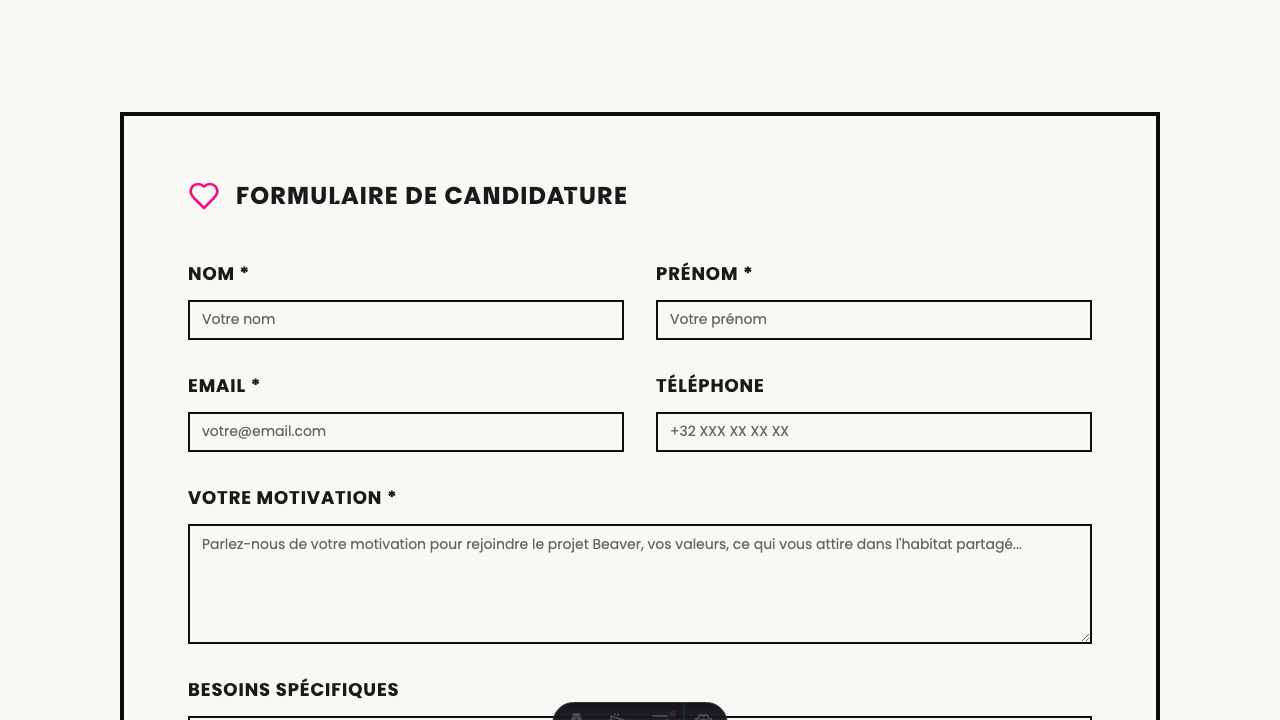 FORMULAIRE DE CANDIDATURE
NOM *
PRÉNOM *
Votre nom
Votre prénom
EMAIL *
TÉLÉPHONE
votre@email.com
+32 XXX XX XX XX
VOTRE MOTIVATION *
Parlez-nous de votre motivation pour rejoindre le projet Beaver, vos valeurs, ce qui vous attire dans l'habitat partagé...
BESOINS SPÉCIFIQUES